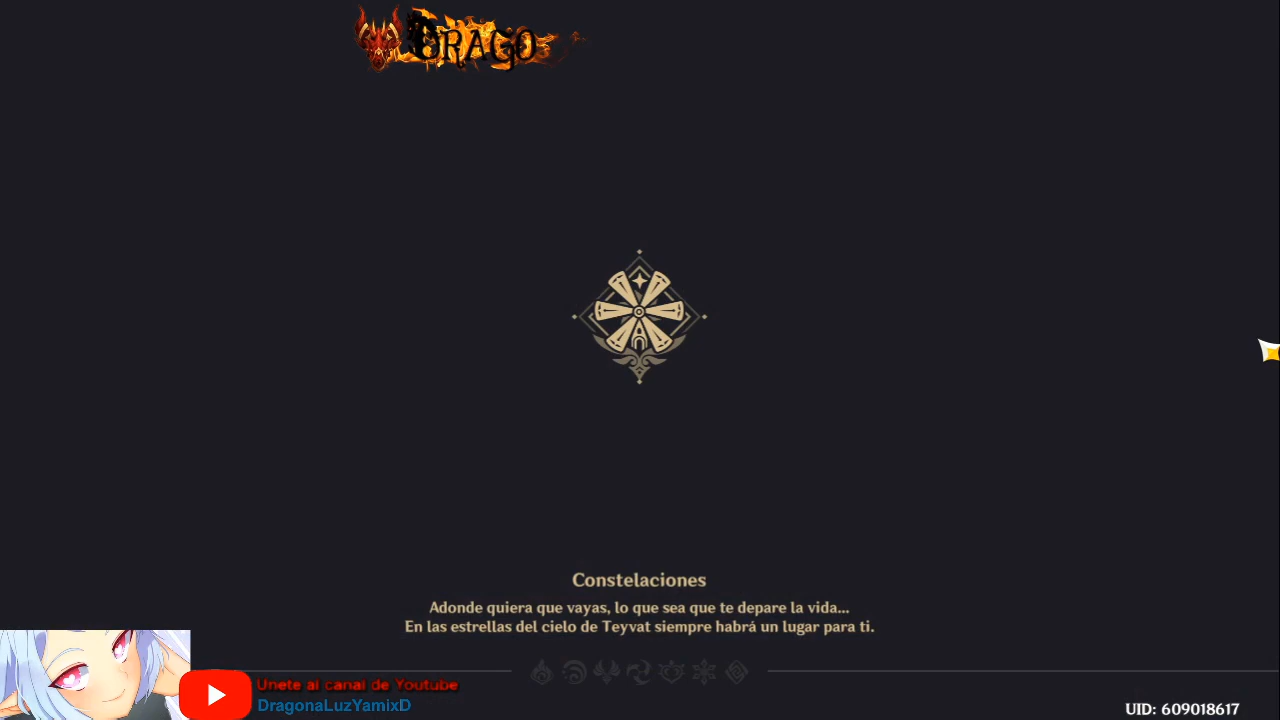 DRAGO
Constelaciones
Adonde quiera que vayas, lo que sea que te depare la vida...
En las estrellas del cielo de Teyvat siempre habrá un lugar para ti.
Unete al canal de Youtube
DragonaLuzYamixD
UID: 609018617